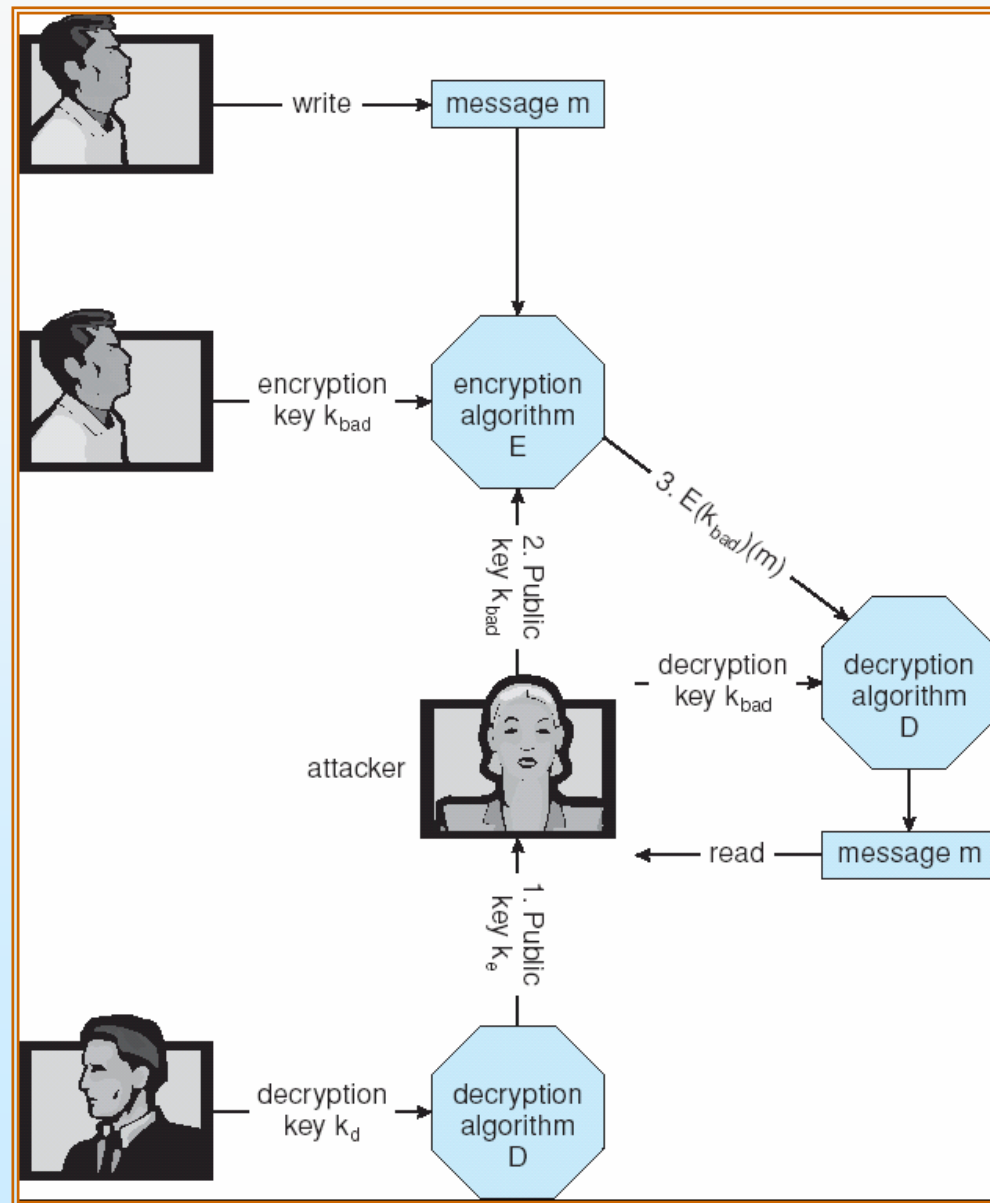 write
message m
encryption
key k_bad
encryption
algorithm
E
3. E(k_bad)(m)
2. Public
key k_bad
decryption
key k_bad
decryption
algorithm
D
attacker
read
message m
1. Public
key k_e
decryption
key k_d
decryption
algorithm
D